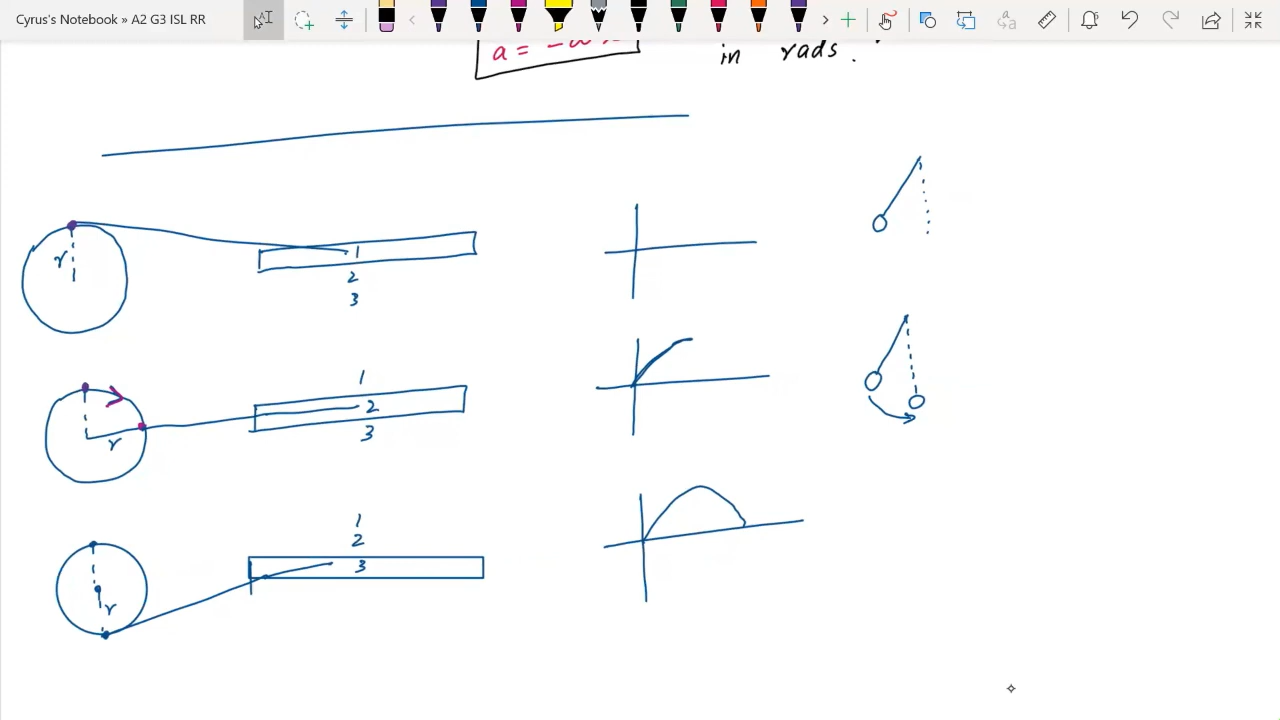 Cyrus's Notebook » A2 G3 ISL RR
a = - ω
in rads.
r
1
2
3
1
r
2
3
1
2
3
r